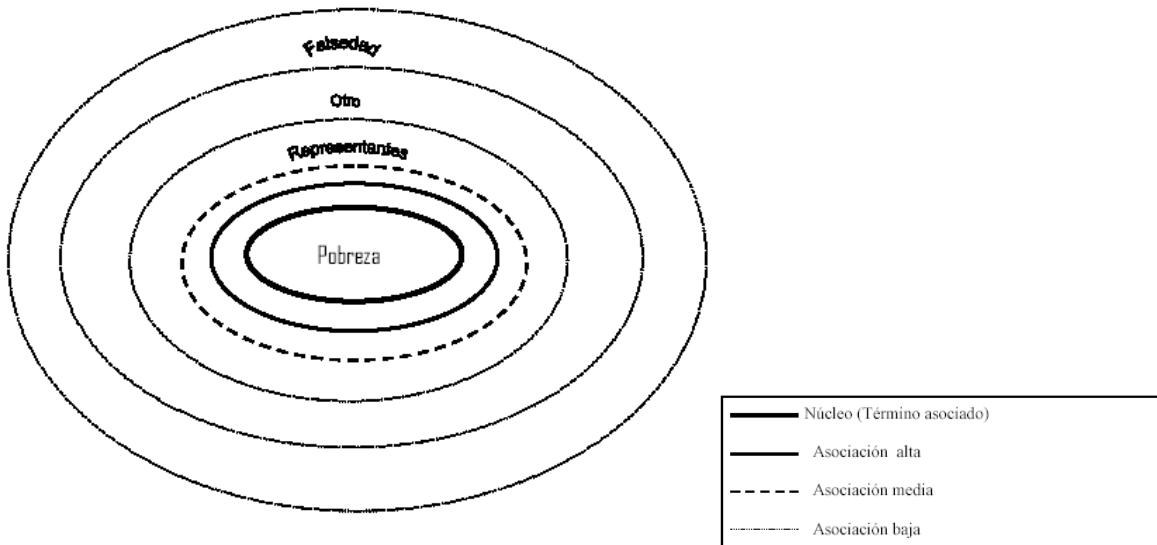 Falsedad
Otro
Representantes
Pobreza
Núcleo (Término asociado)
Asociación alta
Asociación media
Asociación baja